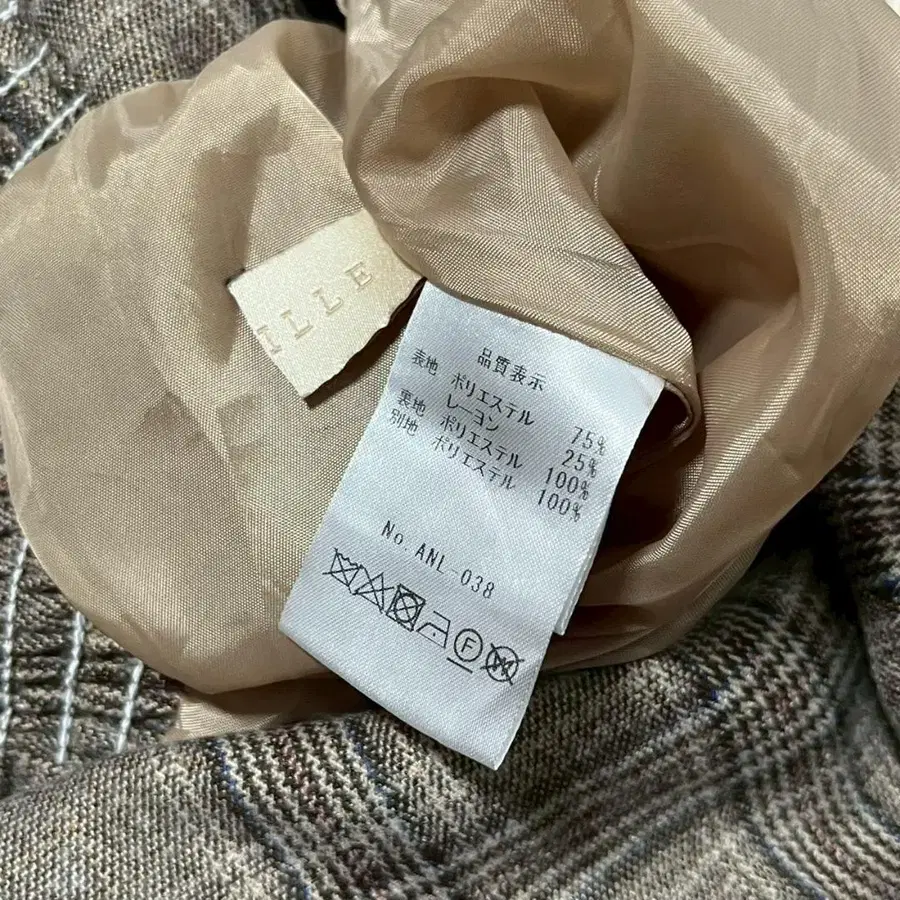 ILLE
品質表示
表地 ポリエステル 75%
レーヨン 25%
裏地 ポリエステル 100%
別地 ポリエステル 100%
No. ANL-038
F
W